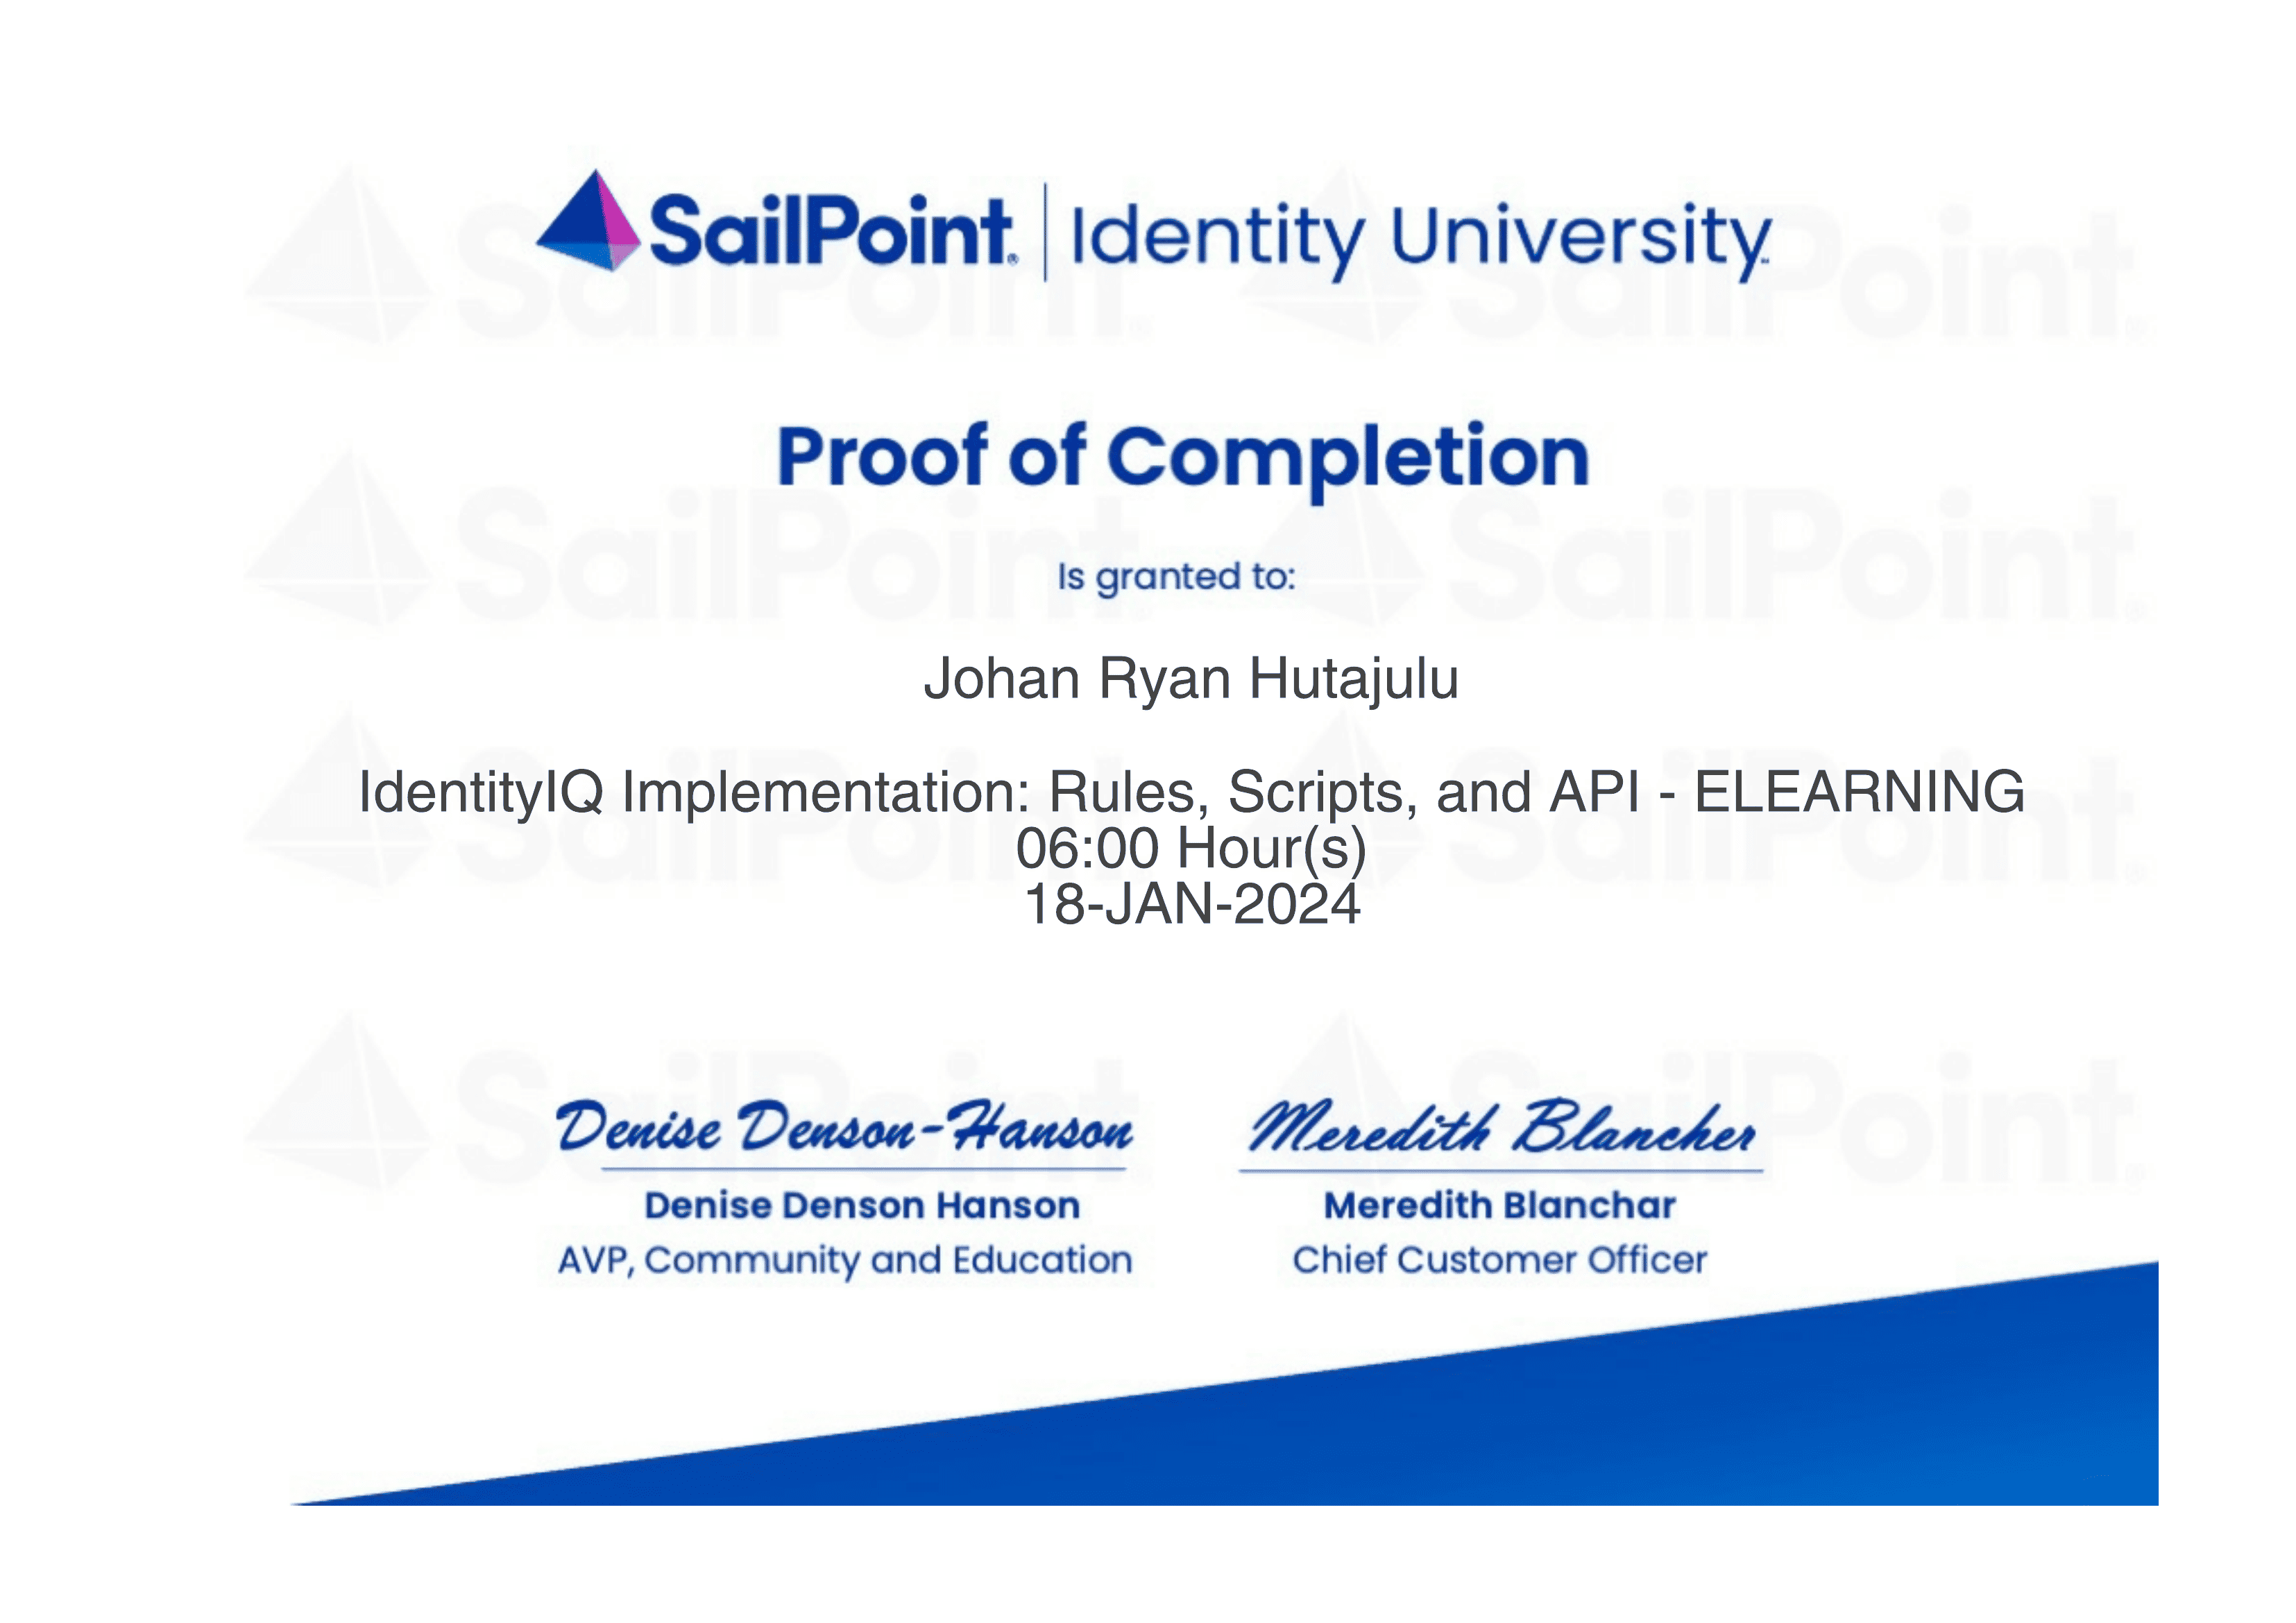 SailPoint® | Identity University™
Proof of Completion
Is granted to:
Johan Ryan Hutajulu
IdentityIQ Implementation: Rules, Scripts, and API - ELEARNING
06:00 Hour(s)
18-JAN-2024
Denise Denson-Hanson
Denise Denson Hanson
AVP, Community and Education
Meredith Blancher
Meredith Blanchar
Chief Customer Officer